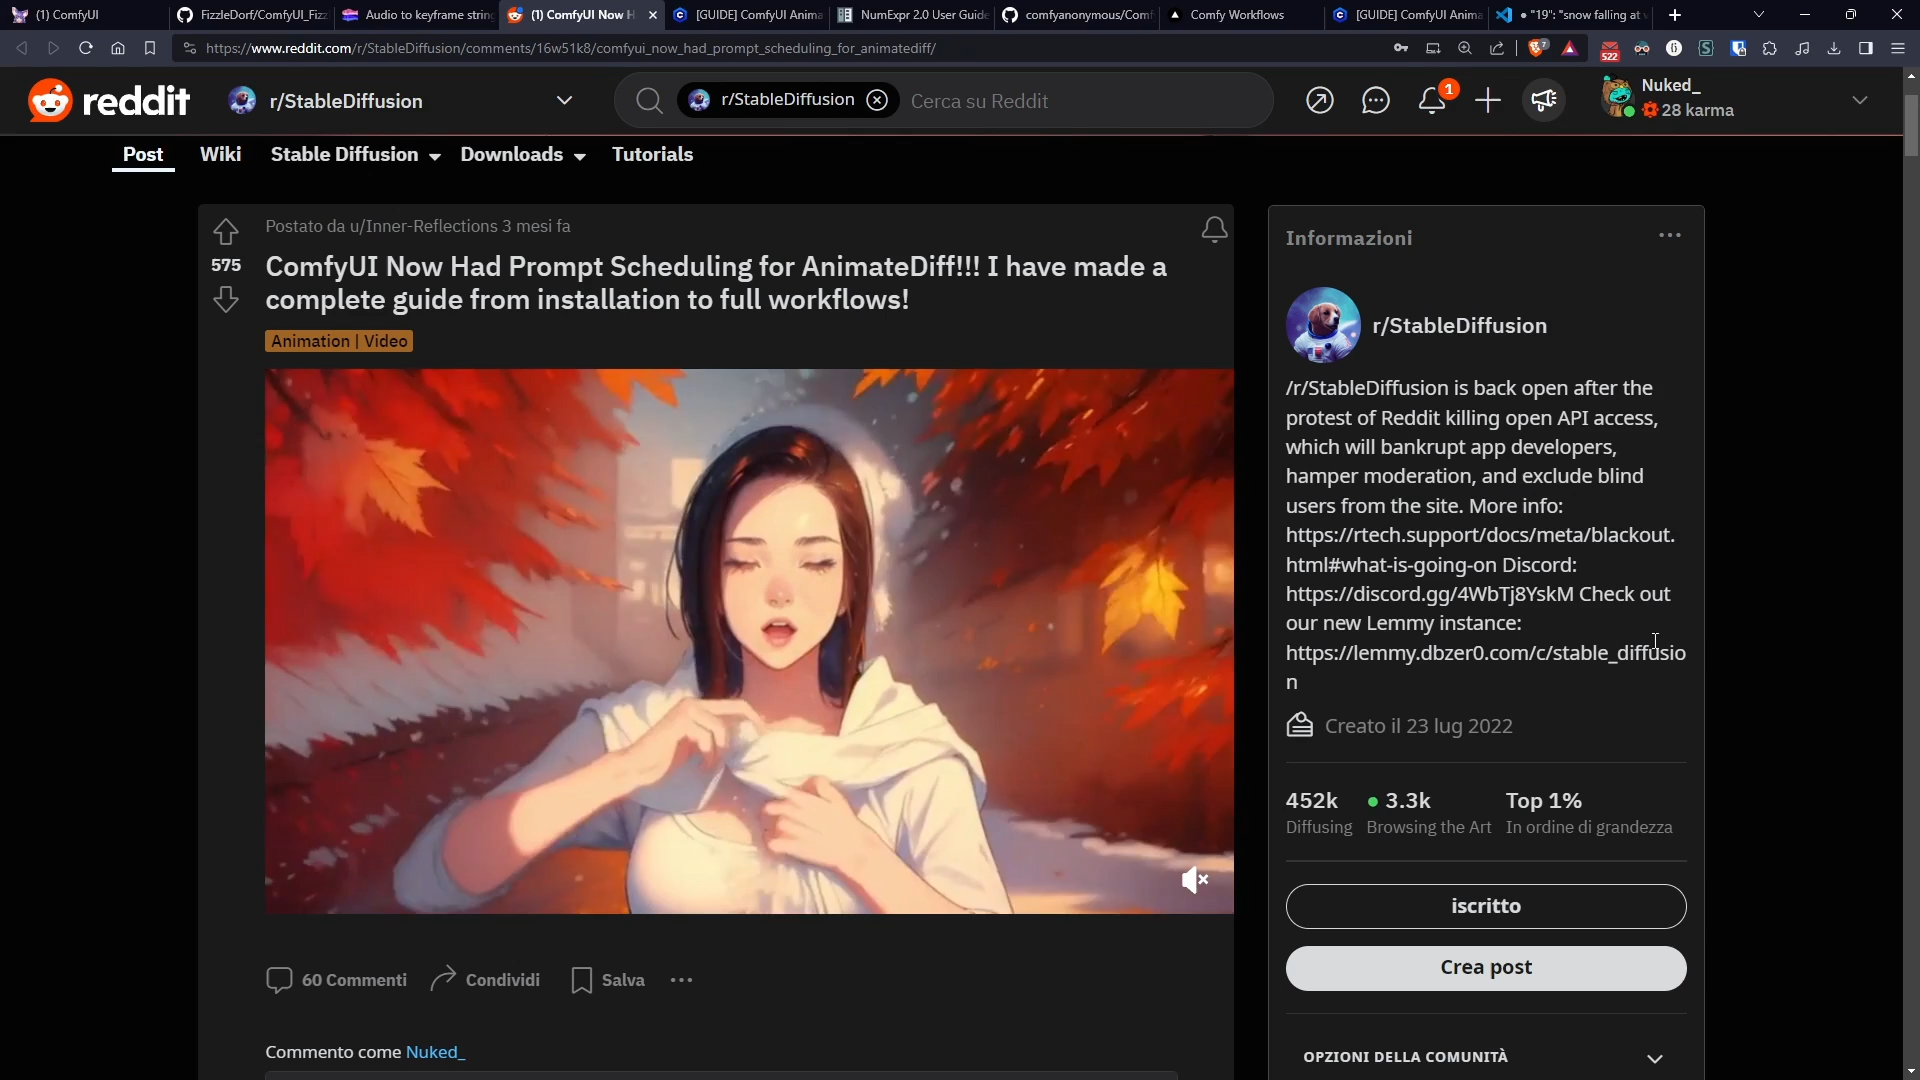 (1) ComfyUI
FizzleDorf/ComfyUI_Fizz
Audio to keyframe string
(1) ComfyUI Now H
[GUIDE] ComfyUI Anima
NumExpr 2.0 User Guide
comfyanonymous/Comf
Comfy Workflows
[GUIDE] ComfyUI Anima
● "19": "snow falling at
https://www.reddit.com/r/StableDiffusion/comments/16w51k8/comfyui_now_had_prompt_scheduling_for_animatediff/
7
522
reddit
r/StableDiffusion
r/StableDiffusion
Cerca su Reddit
1
Nuked_
28 karma
Post
Wiki
Stable Diffusion
Downloads
Tutorials
Postato da u/Inner-Reflections 3 mesi fa
575
ComfyUI Now Had Prompt Scheduling for AnimateDiff!!! I have made a
complete guide from installation to full workflows!
Animation | Video
60 Commenti
Condividi
Salva
Commento come Nuked_
Informazioni
r/StableDiffusion
/r/StableDiffusion is back open after the
protest of Reddit killing open API access,
which will bankrupt app developers,
hamper moderation, and exclude blind
users from the site. More info:
https://rtech.support/docs/meta/blackout.
html#what-is-going-on Discord:
https://discord.gg/4WbTj8YskM Check out
our new Lemmy instance:
https://lemmy.dbzer0.com/c/stable_diffusio
n
Creato il 23 lug 2022
452k
3.3k
Top 1%
Diffusing
Browsing the Art
In ordine di grandezza
iscritto
Crea post
OPZIONI DELLA COMUNITÀ